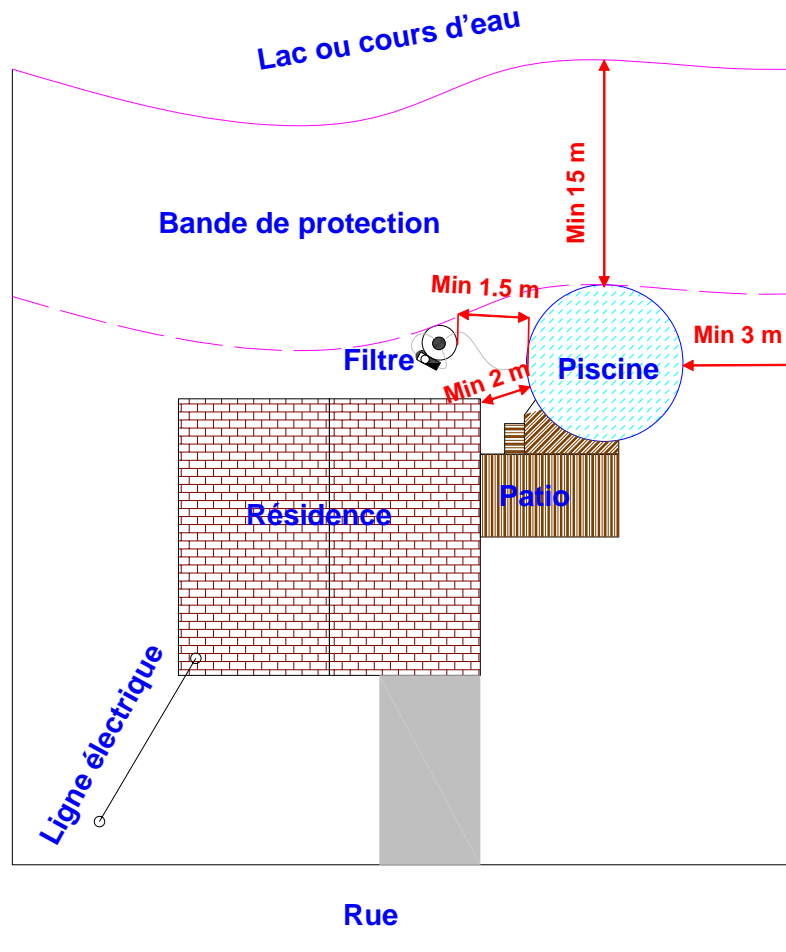 Lac ou cours d’eau
Min 15 m
Bande de protection
Min 1.5 m
Filtre
Min 2 m
Piscine
Min 3 m
Patio
Résidence
Ligne électrique
Rue